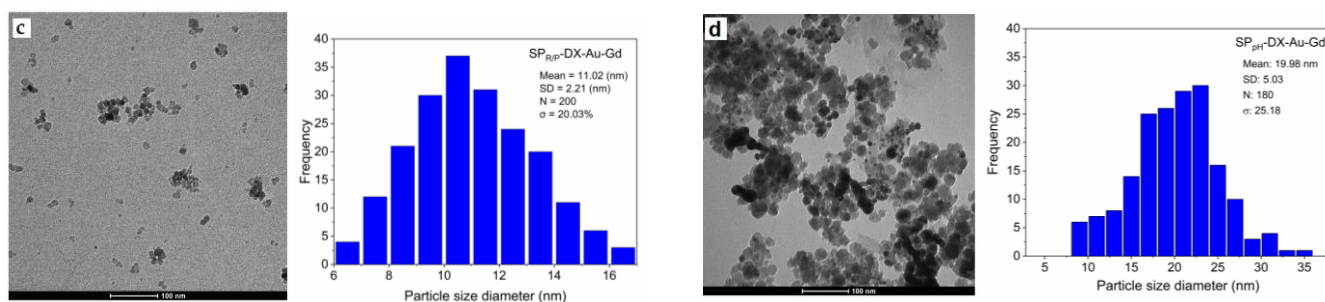 c
100 nm
40
35
30
25
20
15
10
5
0
Frequency
SP_R/P-DX-Au-Gd
Mean = 11.02 (nm)
SD = 2.21 (nm)
N = 200
σ = 20.03%
6 8 10 12 14 16
Particle size diameter (nm)
d
100 nm
40
35
30
25
20
15
10
5
0
Frequency
SP_pH-DX-Au-Gd
Mean: 19.98 nm
SD: 5.03
N: 180
σ: 25.18
5 10 15 20 25 30 35
Particle size diameter (nm)